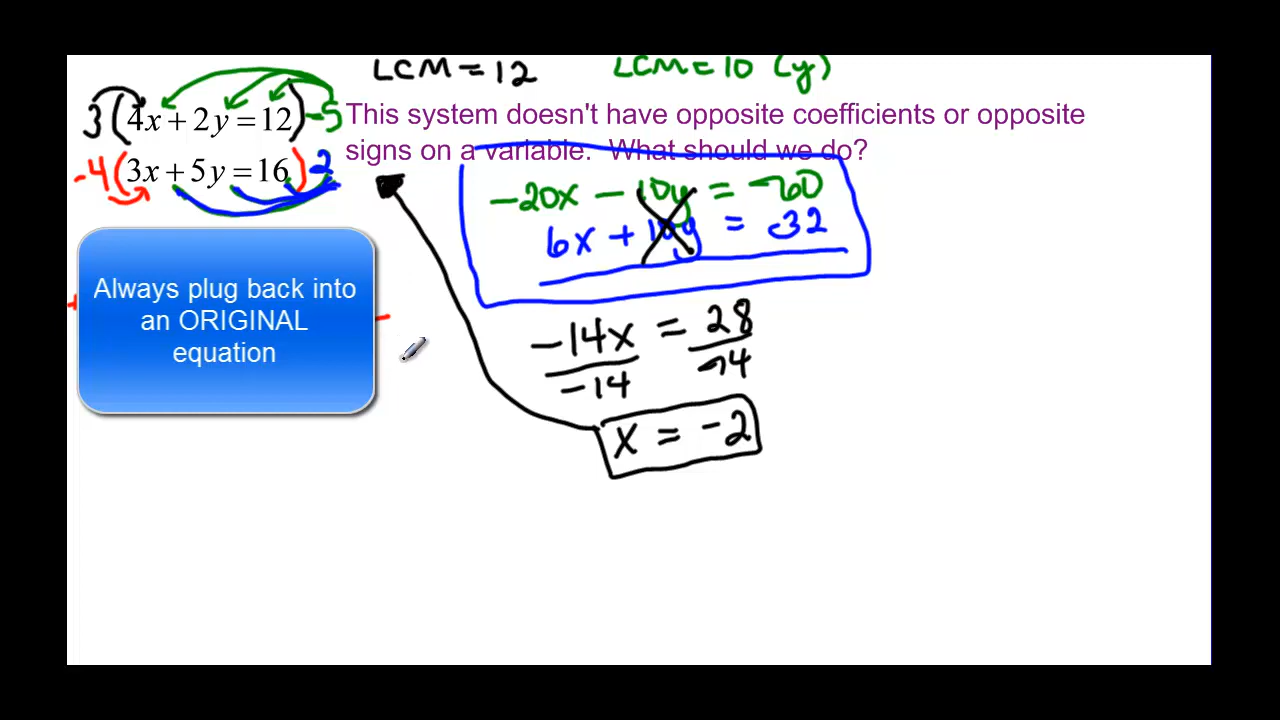 LCM = 12
LCM = 10 (y)
3(4x + 2y = 12) -5
-4(3x + 5y = 16) 2
This system doesn't have opposite coefficients or opposite
signs on a variable. What should we do?
-20x - 10y = -60
6x + 10y = 32
Always plug back into
an ORIGINAL
equation
-14x = 28
-14 -14
x = -2